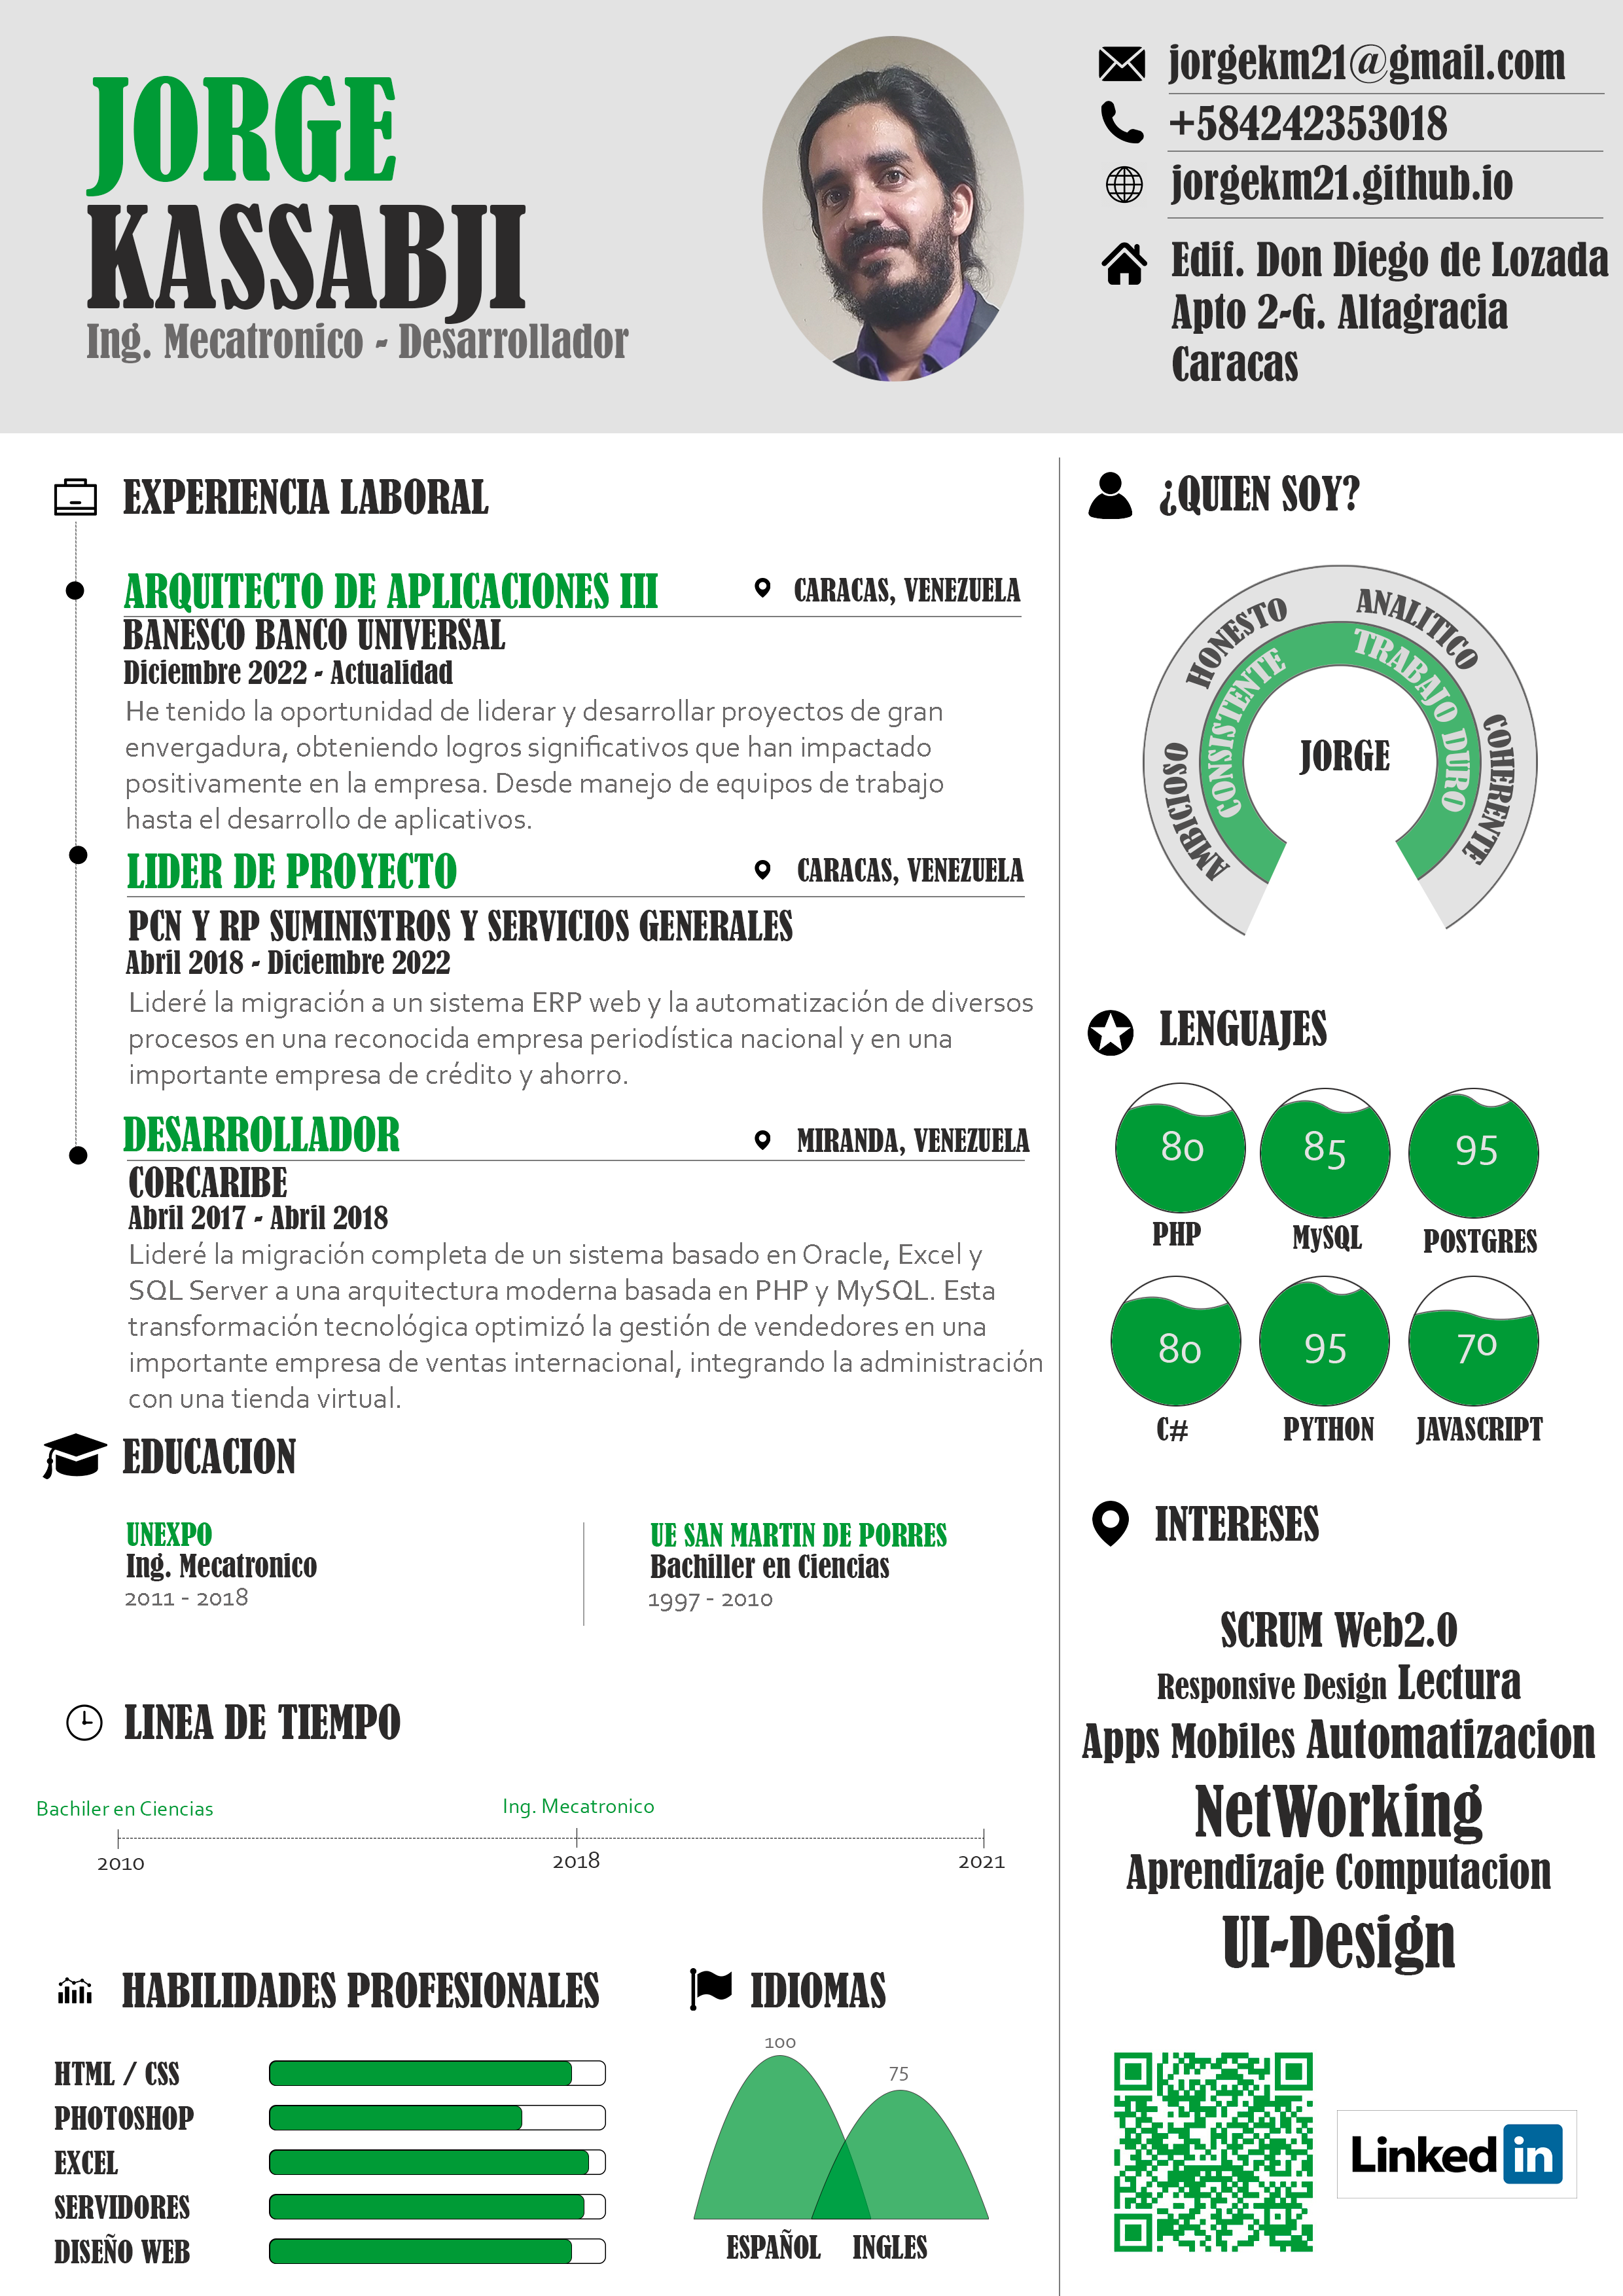 JORGE
KASSABJI
Ing. Mecatronico - Desarrollador
jorgekm21@gmail.com
+584242353018
jorgekm21.github.io
Edif. Don Diego de Lozada
Apto 2-G. Altagracia
Caracas
EXPERIENCIA LABORAL
ARQUITECTO DE APLICACIONES III
CARACAS, VENEZUELA
BANESCO BANCO UNIVERSAL
Diciembre 2022 - Actualidad
He tenido la oportunidad de liderar y desarrollar proyectos de gran
envergadura, obteniendo logros significativos que han impactado
positivamente en la empresa. Desde manejo de equipos de trabajo
hasta el desarrollo de aplicativos.
LIDER DE PROYECTO
CARACAS, VENEZUELA
PCN Y RP SUMINISTROS Y SERVICIOS GENERALES
Abril 2018 - Diciembre 2022
Lideré la migración a un sistema ERP web y la automatización de diversos
procesos en una reconocida empresa periodística nacional y en una
importante empresa de crédito y ahorro.
DESARROLLADOR
MIRANDA, VENEZUELA
CORCARIBE
Abril 2017 - Abril 2018
Lideré la migración completa de un sistema basado en Oracle, Excel y
SQL Server a una arquitectura moderna basada en PHP y MySQL. Esta
transformación tecnológica optimizó la gestión de vendedores en una
importante empresa de ventas internacional, integrando la administración
con una tienda virtual.
EDUCACION
UNEXPO
Ing. Mecatronico
2011 - 2018
UE SAN MARTIN DE PORRES
Bachiller en Ciencias
1997 - 2010
LINEA DE TIEMPO
Bachiler en Ciencias
Ing. Mecatronico
2010
2018
2021
HABILIDADES PROFESIONALES
HTML / CSS
PHOTOSHOP
EXCEL
SERVIDORES
DISEÑO WEB
IDIOMAS
100
75
ESPAÑOL
INGLES
¿QUIEN SOY?
AMBICIOSO
HONESTO
ANALITICO
COHERENTE
CONSISTENTE
TRABAJO DURO
JORGE
LENGUAJES
80
85
95
PHP
MySQL
POSTGRES
80
95
70
C#
PYTHON
JAVASCRIPT
INTERESES
SCRUM Web2.0
Responsive Design Lectura
Apps Mobiles Automatizacion
NetWorking
Aprendizaje Computacion
UI-Design
Linked in